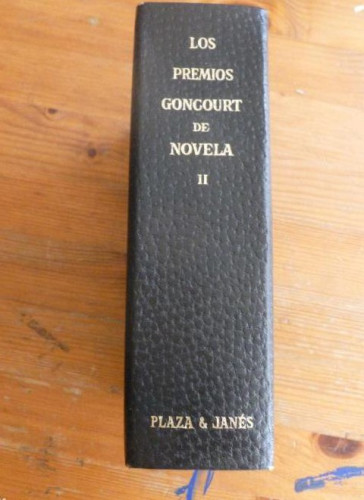 LOS
PREMIOS
GONCOURT
DE
NOVELA
II
PLAZA & JANÉS